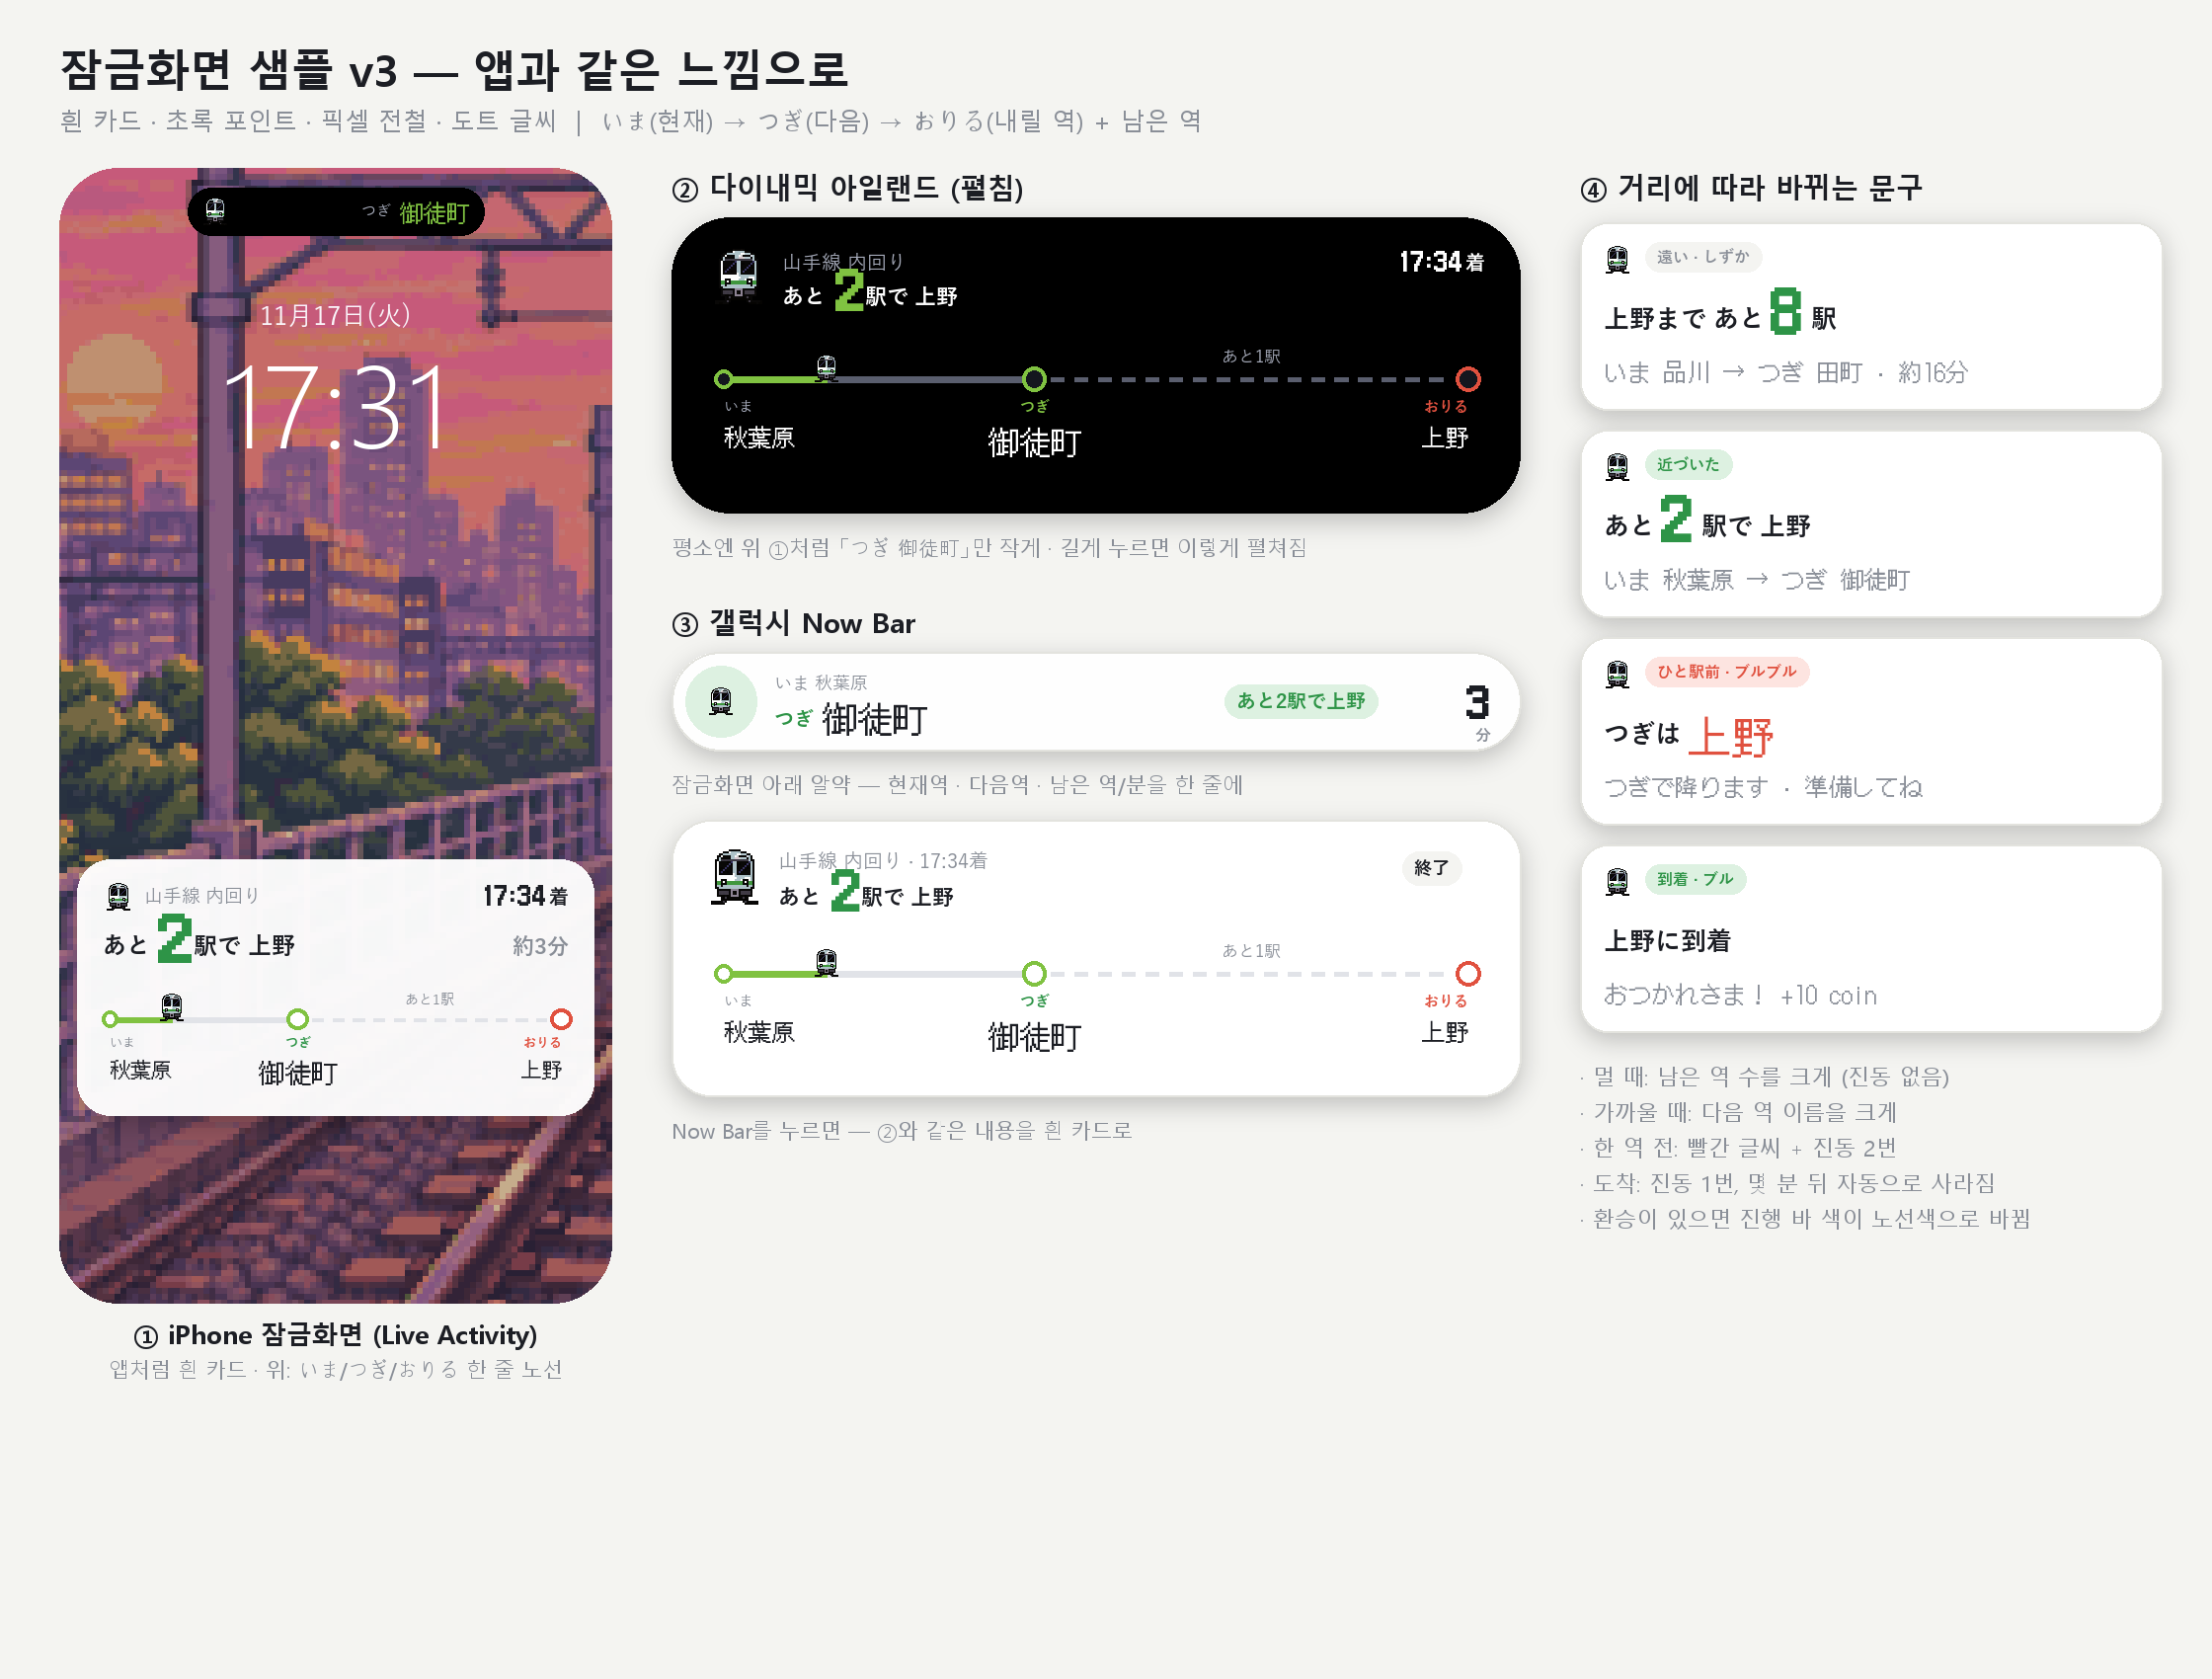 잠금화면 샘플 v3 — 앱과 같은 느낌으로
흰 카드 · 초록 포인트 · 픽셀 전철 · 도트 글씨 | いま(현재) → つぎ(다음) → おりる(내릴 역) + 남은 역
つぎ 御徒町
11月17日(火)
17:31
山手線 内回り
17:34着
あと 2駅で 上野
約3分
あと1駅
いま
つぎ
おりる
秋葉原
御徒町
上野
① iPhone 잠금화면 (Live Activity)
앱처럼 흰 카드 · 위: いま/つぎ/おりる 한 줄 노선
② 다이내믹 아일랜드 (펼침)
山手線 内回り
17:34着
あと 2駅で 上野
あと1駅
いま
つぎ
おりる
秋葉原
御徒町
上野
평소엔 위 ①처럼 「つぎ 御徒町」만 작게 · 길게 누르면 이렇게 펼쳐짐
③ 갤럭시 Now Bar
いま 秋葉原
つぎ 御徒町
あと2駅で上野
3
分
잠금화면 아래 알약 — 현재역 · 다음역 · 남은 역/분을 한 줄에
山手線 内回り · 17:34着
終了
あと 2駅で 上野
あと1駅
いま
つぎ
おりる
秋葉原
御徒町
上野
Now Bar를 누르면 — ②와 같은 내용을 흰 카드로
④ 거리에 따라 바뀌는 문구
遠い · しずか
上野まで あと 8 駅
いま 品川 → つぎ 田町 · 約16分
近づいた
あと 2 駅で 上野
いま 秋葉原 → つぎ 御徒町
ひと駅前 · ブルブル
つぎは 上野
つぎで降ります · 準備してね
到着 · ブル
上野に到着
おつかれさま！ +10 coin
· 멀 때: 남은 역 수를 크게 (진동 없음)
· 가까울 때: 다음 역 이름을 크게
· 한 역 전: 빨간 글씨 + 진동 2번
· 도착: 진동 1번, 몇 분 뒤 자동으로 사라짐
· 환승이 있으면 진행 바 색이 노선색으로 바뀜